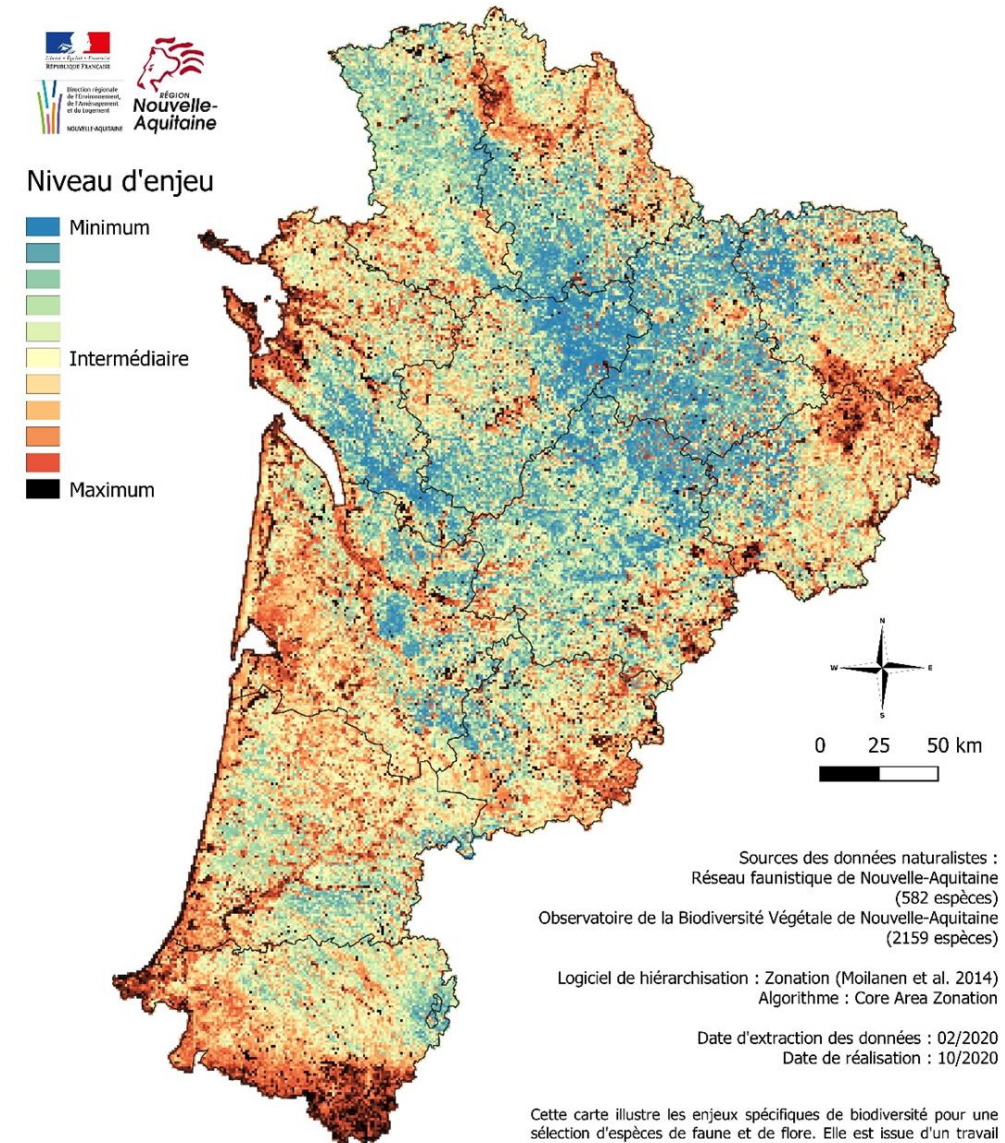 Liberté • Égalité • Fraternité
RÉPUBLIQUE FRANÇAISE
Direction régionale
de l'Environnement,
de l'Aménagement
et du Logement
NOUVELLE-AQUITAINE
RÉGION
Nouvelle-
Aquitaine
Niveau d'enjeu
Minimum
Intermédiaire
Maximum
N
W
E
S
0 25 50 km
Sources des données naturalistes :
Réseau faunistique de Nouvelle-Aquitaine
(582 espèces)
Observatoire de la Biodiversité Végétale de Nouvelle-Aquitaine
(2159 espèces)
Logiciel de hiérarchisation : Zonation (Moilanen et al. 2014)
Algorithme : Core Area Zonation
Date d'extraction des données : 02/2020
Date de réalisation : 10/2020
Cette carte illustre les enjeux spécifiques de biodiversité pour une
sélection d'espèces de faune et de flore. Elle est issue d'un travail